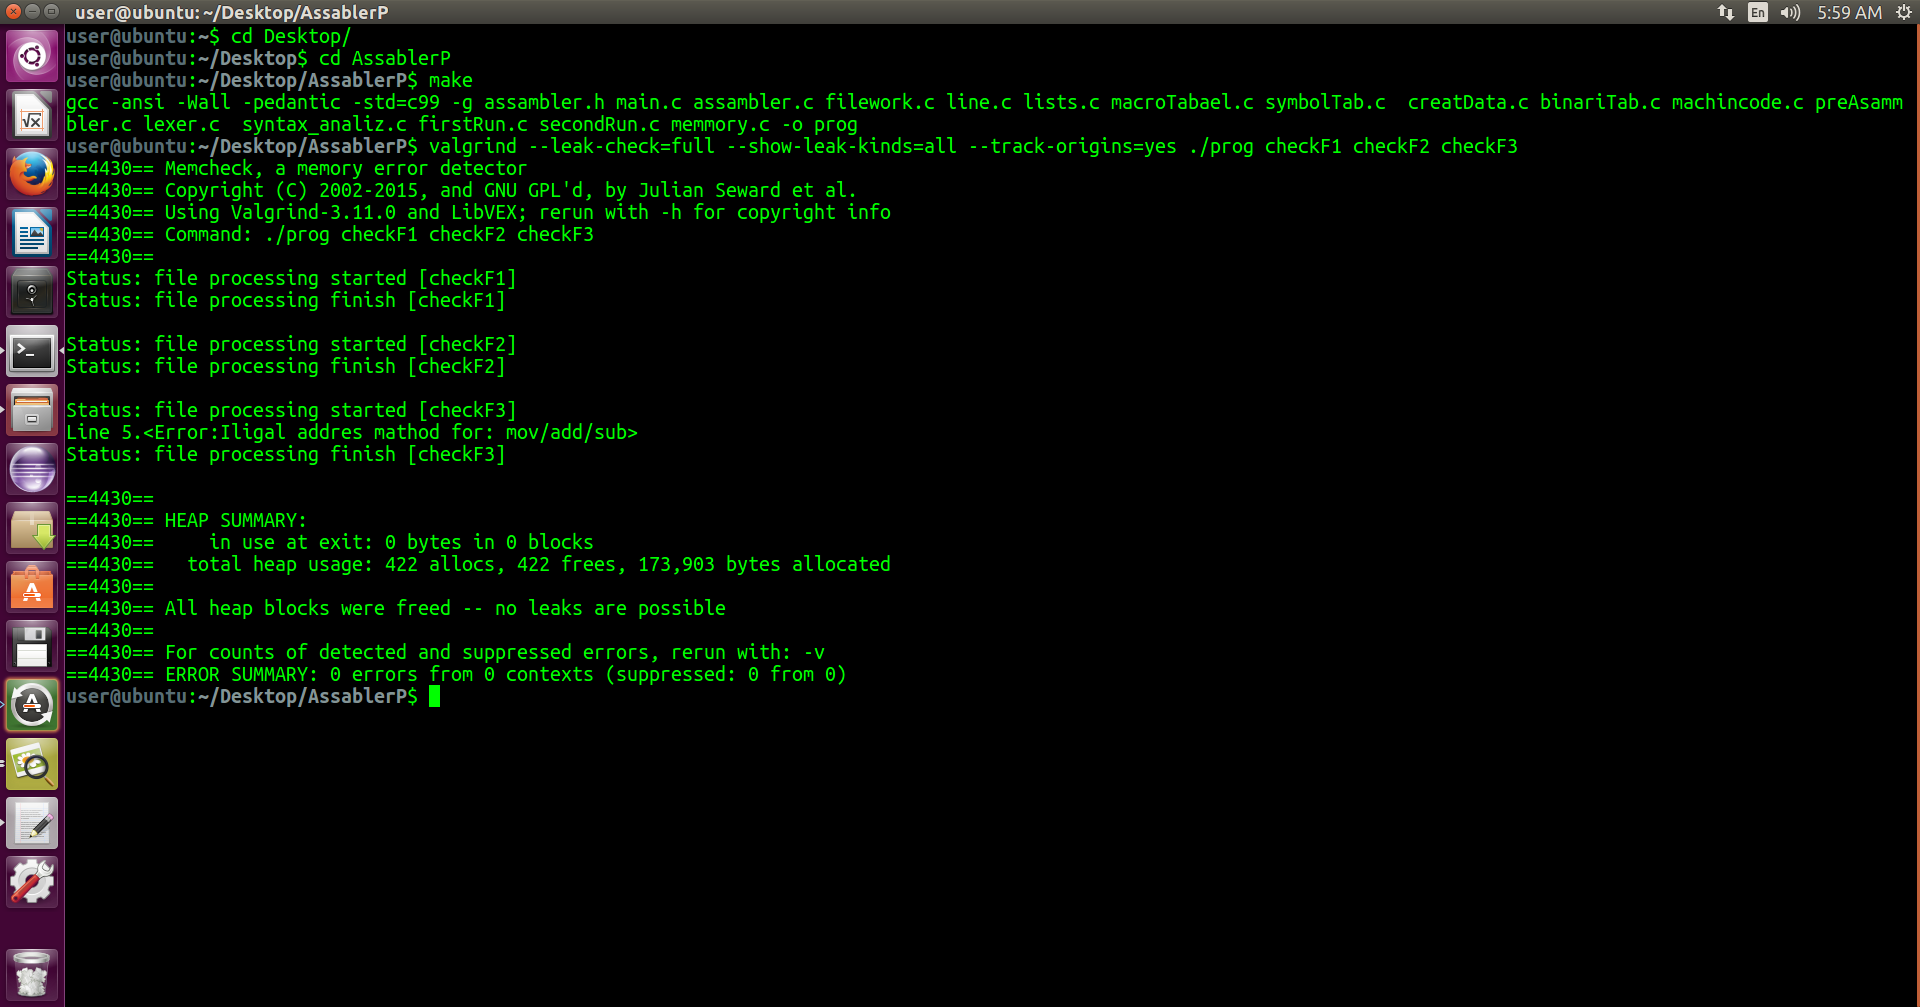 user@ubuntu: ~/Desktop/AssablerP
En
5:59 AM
user@ubuntu:~$ cd Desktop/
user@ubuntu:~/Desktop$ cd AssablerP
user@ubuntu:~/Desktop/AssablerP$ make
gcc -ansi -Wall -pedantic -std=c99 -g assambler.h main.c assambler.c filework.c line.c lists.c macroTabael.c symbolTab.c  creatData.c binariTab.c machincode.c preAsamm
bler.c lexer.c  syntax_analiz.c firstRun.c secondRun.c memmory.c -o prog
user@ubuntu:~/Desktop/AssablerP$ valgrind --leak-check=full --show-leak-kinds=all --track-origins=yes ./prog checkF1 checkF2 checkF3
==4430== Memcheck, a memory error detector
==4430== Copyright (C) 2002-2015, and GNU GPL'd, by Julian Seward et al.
==4430== Using Valgrind-3.11.0 and LibVEX; rerun with -h for copyright info
==4430== Command: ./prog checkF1 checkF2 checkF3
==4430==
Status: file processing started [checkF1]
Status: file processing finish [checkF1]
Status: file processing started [checkF2]
Status: file processing finish [checkF2]
Status: file processing started [checkF3]
Line 5.<Error:Iligal addres mathod for: mov/add/sub>
Status: file processing finish [checkF3]
==4430==
==4430== HEAP SUMMARY:
==4430==     in use at exit: 0 bytes in 0 blocks
==4430==   total heap usage: 422 allocs, 422 frees, 173,903 bytes allocated
==4430==
==4430== All heap blocks were freed -- no leaks are possible
==4430==
==4430== For counts of detected and suppressed errors, rerun with: -v
==4430== ERROR SUMMARY: 0 errors from 0 contexts (suppressed: 0 from 0)
user@ubuntu:~/Desktop/AssablerP$